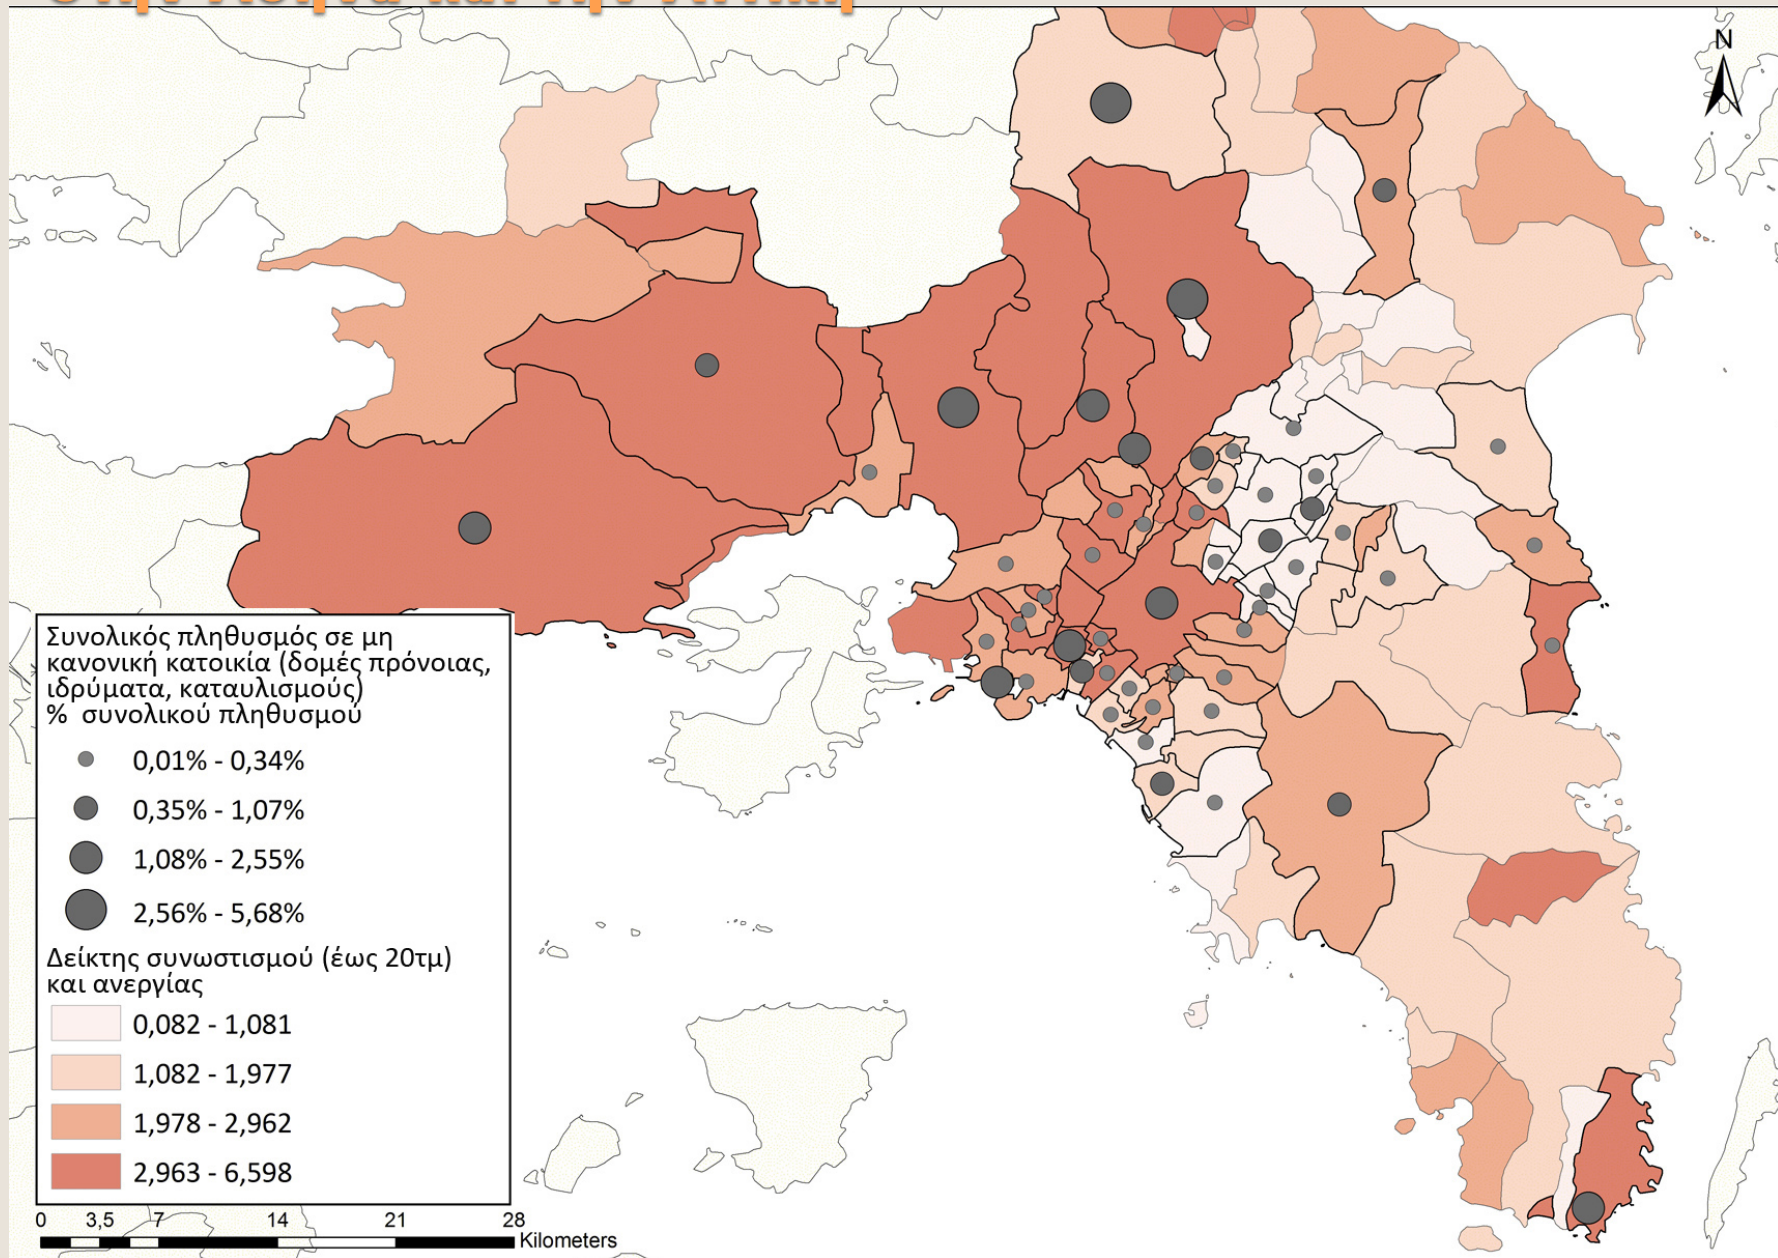 N
Συνολικός πληθυσμός σε μη
κανονική κατοικία (δομές πρόνοιας,
ιδρύματα, καταυλισμούς)
% συνολικού πληθυσμού
0,01% - 0,34%
0,35% - 1,07%
1,08% - 2,55%
2,56% - 5,68%
Δείκτης συνωστισμού (έως 20τμ)
και ανεργίας
0,082 - 1,081
1,082 - 1,977
1,978 - 2,962
2,963 - 6,598
0 3,5 7 14 21 28
Kilometers